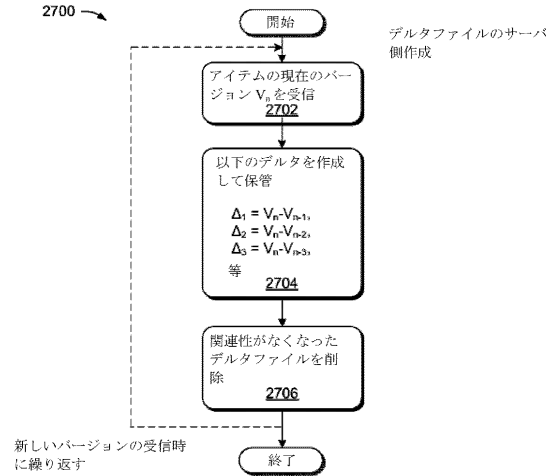 2700
開始
デルタファイルのサーバ
側作成
アイテムの現在のバー
ジョン Vₙ を受信
2702
以下のデルタを作成
して保管
Δ₁ = Vₙ-Vₙ₋₁,
Δ₂ = Vₙ-Vₙ₋₂,
Δ₃ = Vₙ-Vₙ₋₃,
等
2704
関連性がなくなった
デルタファイルを削
除
2706
新しいバージョンの受信時
に繰り返す
終了